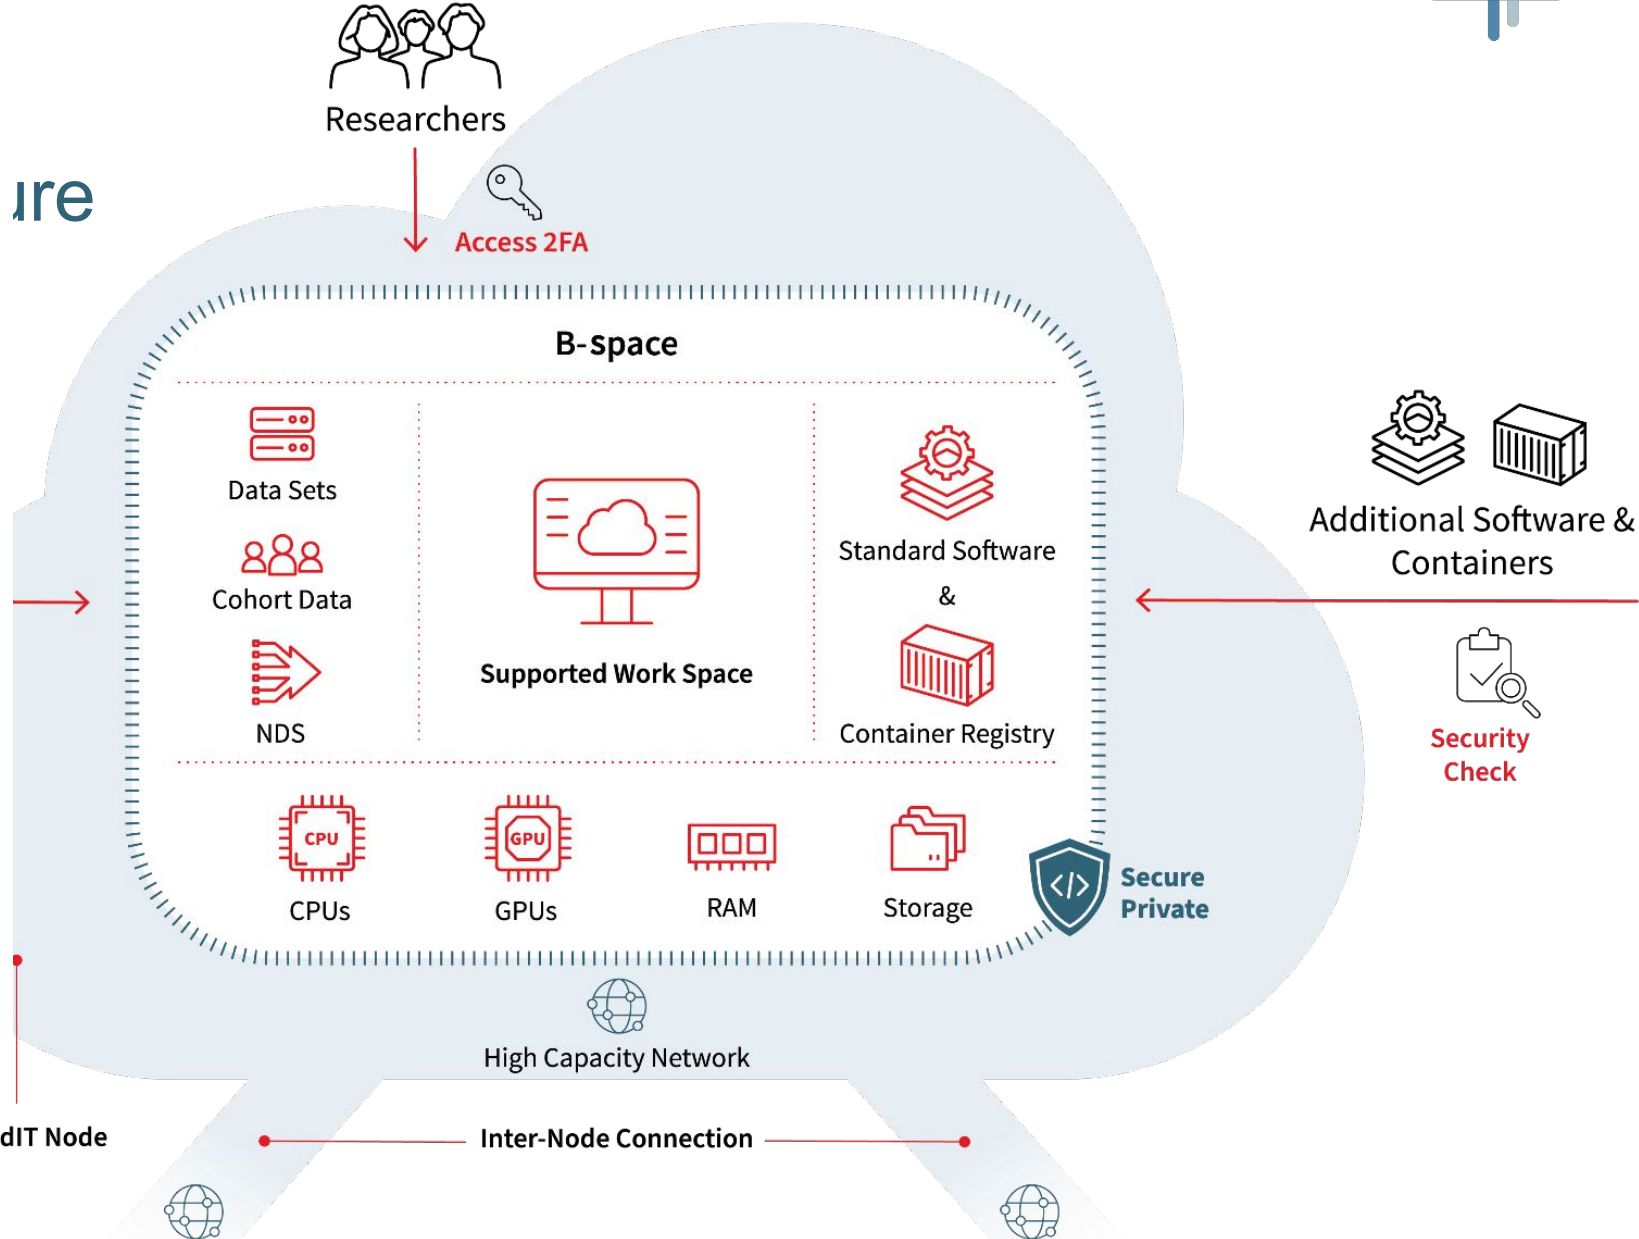 Researchers
ure
Access 2FA
B-space
Data Sets
Cohort Data
NDS
Supported Work Space
Standard Software
&
Container Registry
Additional Software &
Containers
Security
Check
CPU
GPU
CPUs
GPUs
RAM
Storage
</>
Secure
Private
High Capacity Network
dIT Node
Inter-Node Connection